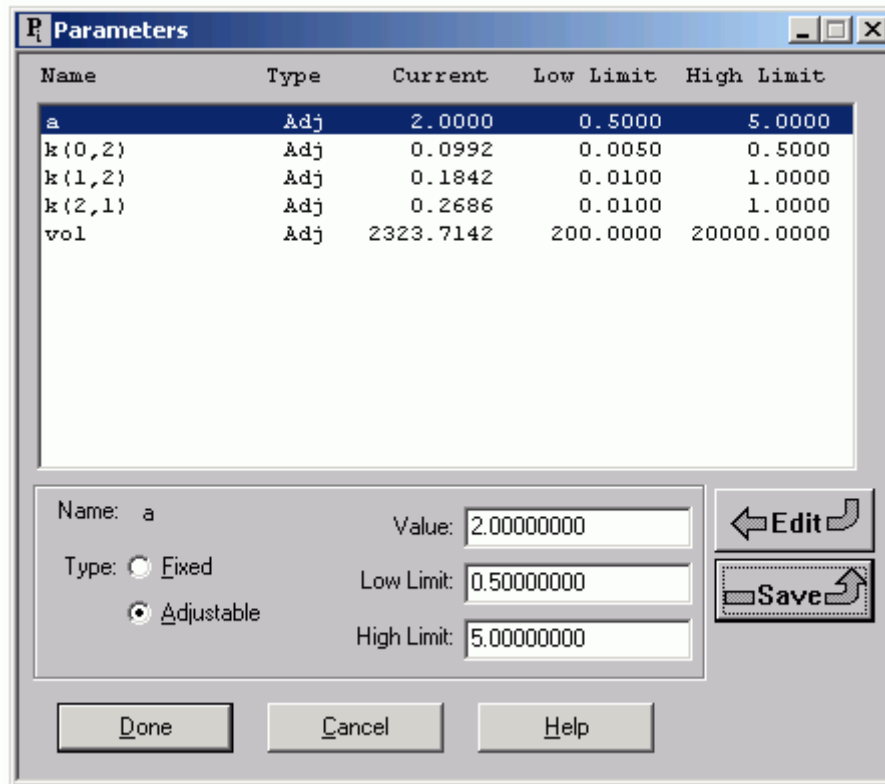 Parameters
Name Type Current Low Limit High Limit
a Adj 2.0000 0.5000 5.0000
k(0,2) Adj 0.0992 0.0050 0.5000
k(1,2) Adj 0.1842 0.0100 1.0000
k(2,1) Adj 0.2686 0.0100 1.0000
vol Adj 2323.7142 200.0000 20000.0000
Name: a
Value: 2.00000000
Edit
Type: Fixed
Low Limit: 0.50000000
Save
Adjustable
High Limit: 5.00000000
Done Cancel Help